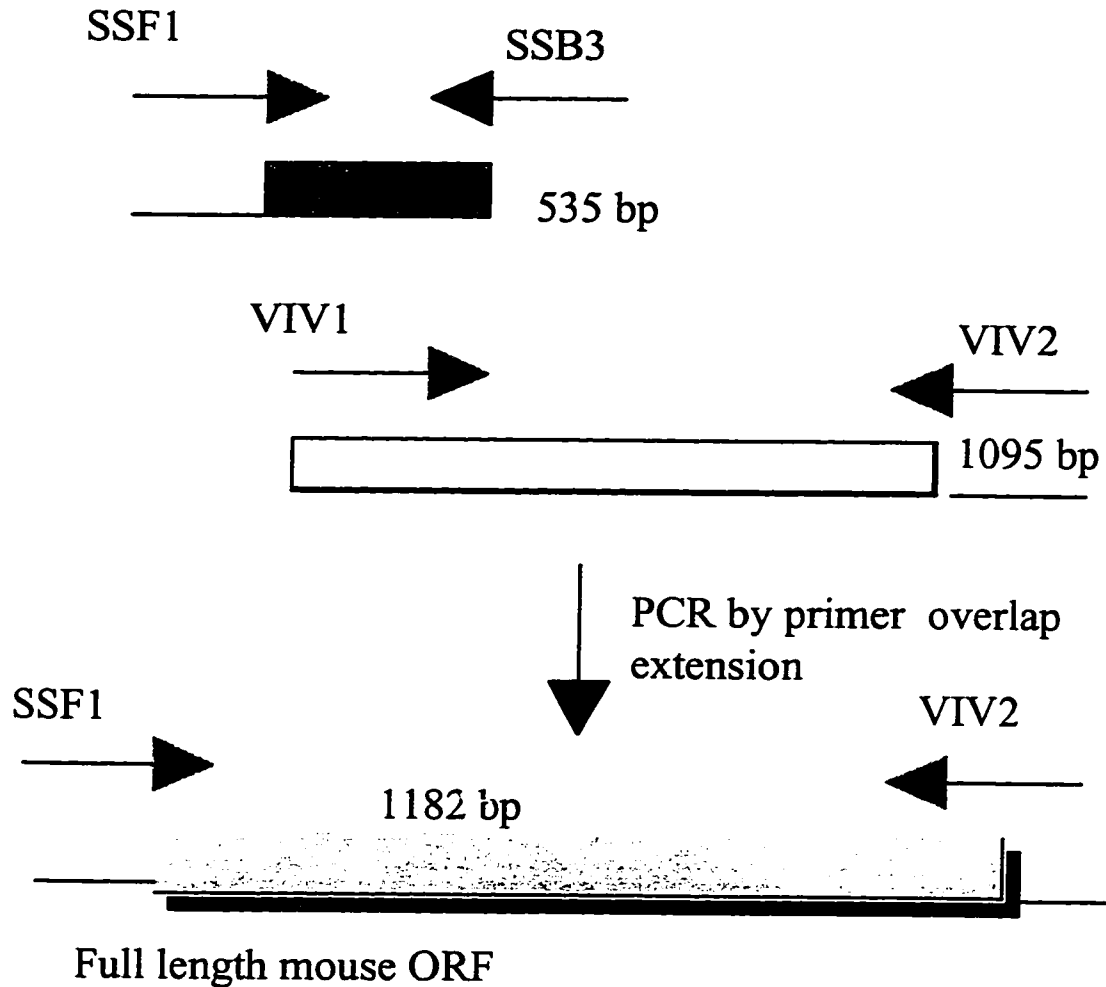 SSF1
SSB3
535 bp
VIV1
VIV2
1095 bp
PCR by primer overlap
extension
SSF1
VIV2
1182 bp
Full length mouse ORF